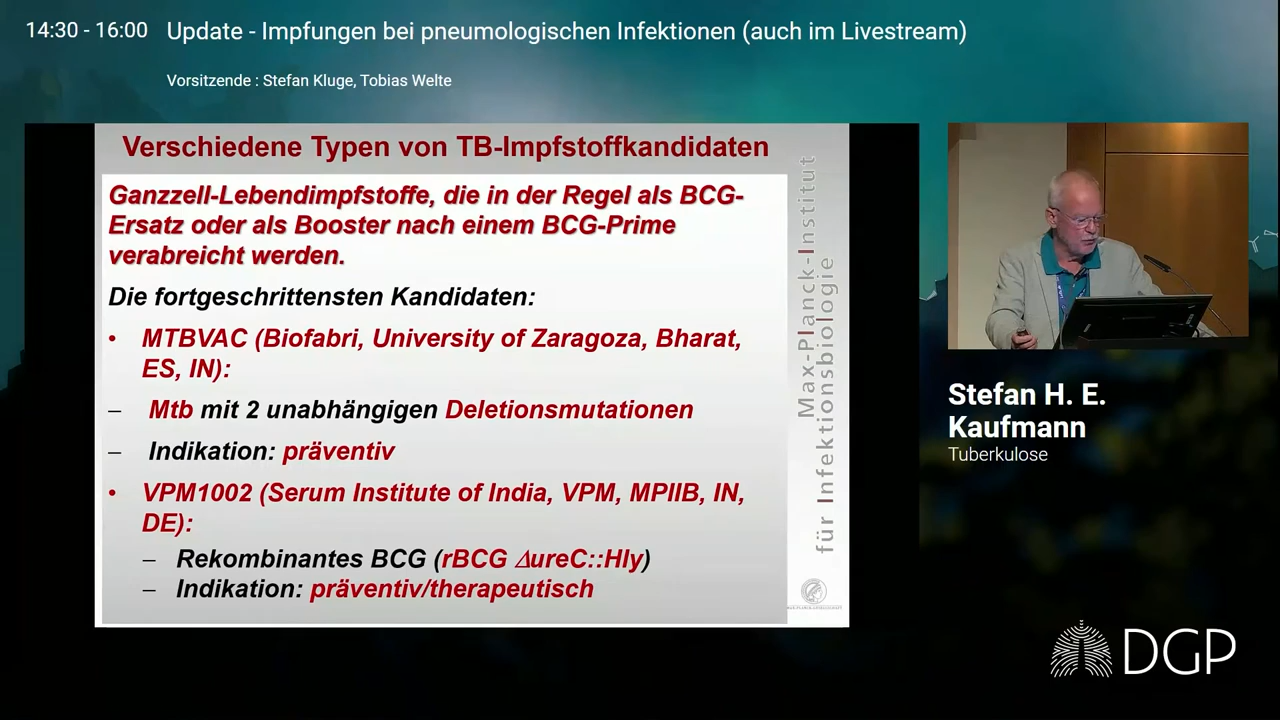 14:30 - 16:00 Update - Impfungen bei pneumologischen Infektionen (auch im Livestream)
Vorsitzende : Stefan Kluge, Tobias Welte
Verschiedene Typen von TB-Impfstoffkandidaten
Ganzzell-Lebendimpfstoffe, die in der Regel als BCG-
Ersatz oder als Booster nach einem BCG-Prime
verabreicht werden.
Die fortgeschrittensten Kandidaten:
• MTBVAC (Biofabri, University of Zaragoza, Bharat,
ES, IN):
– Mtb mit 2 unabhängigen Deletionsmutationen
– Indikation: präventiv
• VPM1002 (Serum Institute of India, VPM, MPIIB, IN,
DE):
– Rekombinantes BCG (rBCG ΔureC::Hly)
– Indikation: präventiv/therapeutisch
Max-Planck-Institut
für Infektionsbiologie
Stefan H. E.
Kaufmann
Tuberkulose
DGP